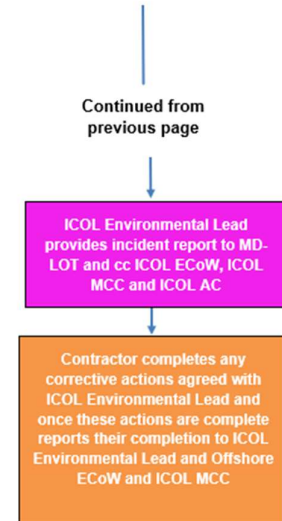 Continued from
previous page
ICOL Environmental Lead
provides incident report to MD-
LOT and cc ICOL ECoW, ICOL
MCC and ICOL AC
Contractor completes any
corrective actions agreed with
ICOL Environmental Lead and
once these actions are complete
reports their completion to ICOL
Environmental Lead and Offshore
ECoW and ICOL MCC